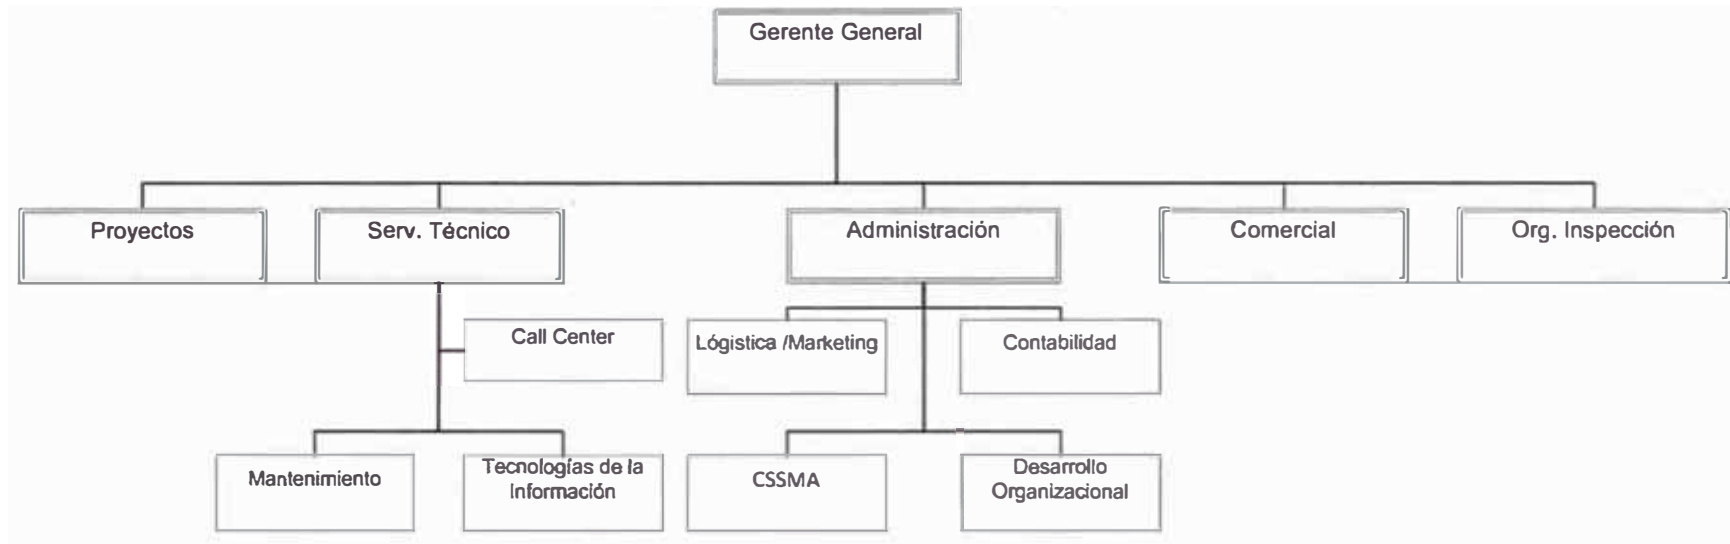 Gerente General
Proyectos
Serv. Técnico
Administración
Comercial
Org. Inspección
Call Center
Lógistica /Marketing
Contabilidad
Mantenimiento
Tecnologías de la
Información
CSSMA
Desarrollo
Organizacional